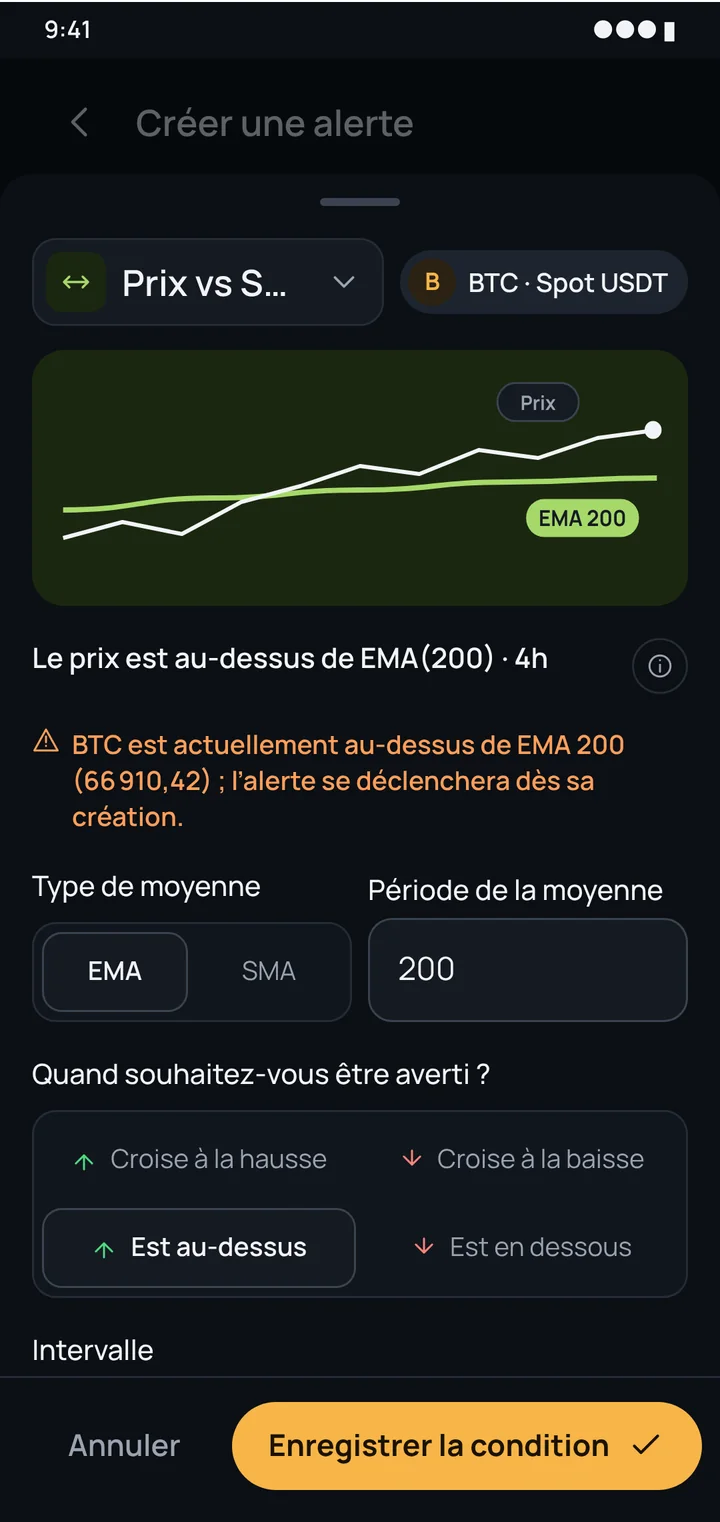 9:41
Créer une alerte
Prix vs S...
B
BTC · Spot USDT
Prix
EMA 200
Le prix est au-dessus de EMA(200) · 4h
BTC est actuellement au-dessus de EMA 200
(66 910,42) ; l’alerte se déclenchera dès sa
création.
Type de moyenne
Période de la moyenne
EMA
SMA
200
Quand souhaitez-vous être averti ?
Croise à la hausse
Croise à la baisse
Est au-dessus
Est en dessous
Intervalle
Annuler
Enregistrer la condition